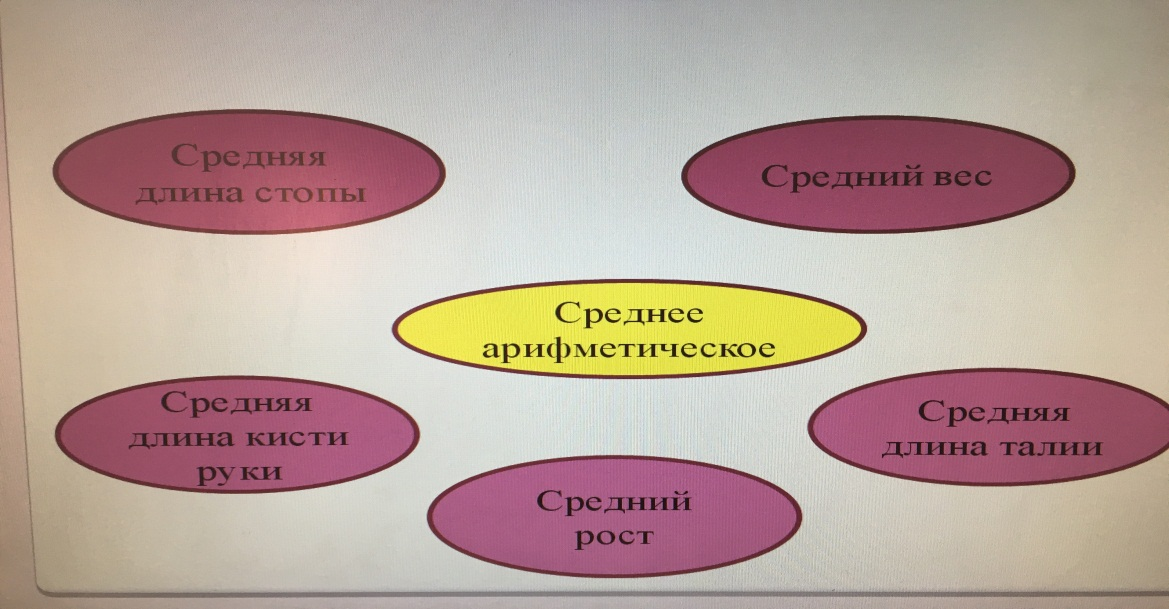 Средняя
длина стопы
Средний вес
Среднее
арифметическое
Средняя
длина кисти
руки
Средняя
длина талии
Средний
рост